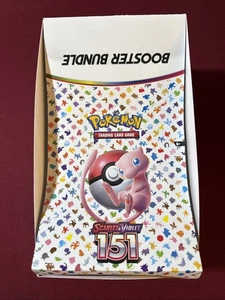 BOOSTER BUNDLE
POKéMON
TRADING CARD GAME
SCARLET & VIOLET
151